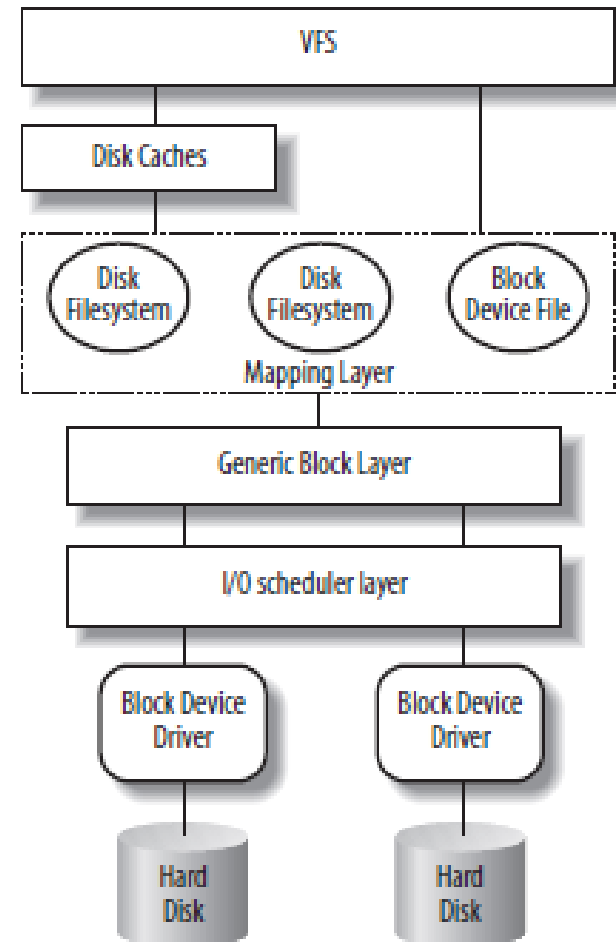 VFS
Disk Caches
Disk
Filesystem
Disk
Filesystem
Block
Device File
Mapping Layer
Generic Block Layer
I/O scheduler layer
Block Device
Driver
Block Device
Driver
Hard
Disk
Hard
Disk